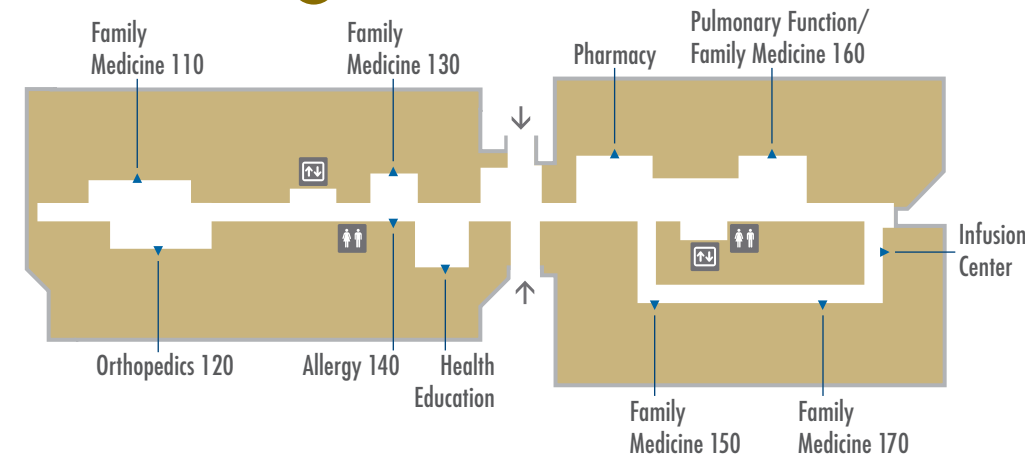 Family
Medicine 110
Family
Medicine 130
Pharmacy
Pulmonary Function/
Family Medicine 160
Infusion
Center
Orthopedics 120
Allergy 140
Health
Education
Family
Medicine 150
Family
Medicine 170